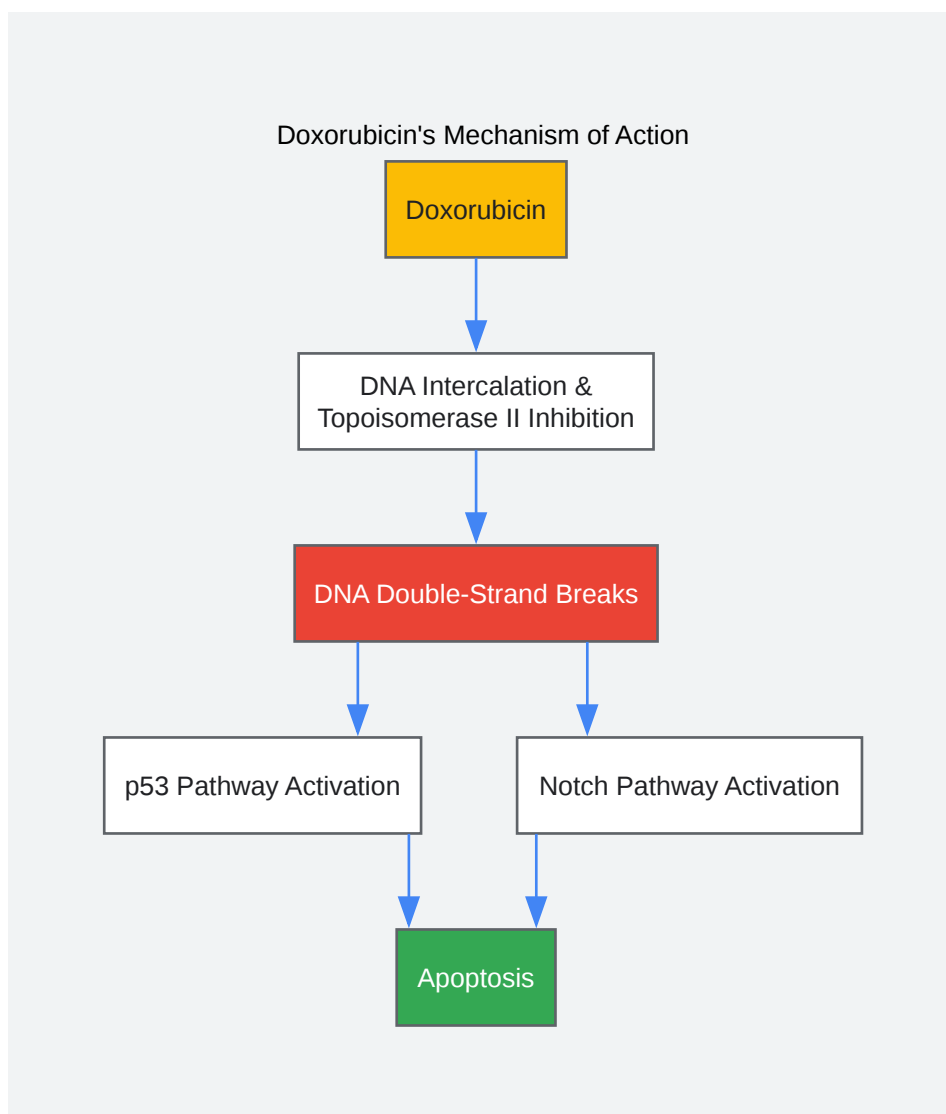 Doxorubicin's Mechanism of Action
Doxorubicin
DNA Intercalation &
Topoisomerase II Inhibition
DNA Double-Strand Breaks
p53 Pathway Activation
Notch Pathway Activation
Apoptosis